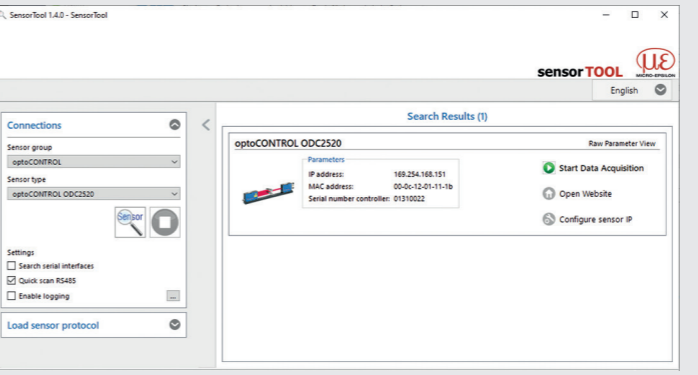 SensorTool 1.4.0 - SensorTool
sensorTOOL
με
MICRO-EPSILON
English
Connections
Sensor group
optoCONTROL
Sensor type
optoCONTROL ODC2520
Sensor
Settings
Search serial interfaces
Quick scan RS485
Enable logging
...
Load sensor protocol
Search Results (1)
optoCONTROL ODC2520
Raw Parameter View
Parameters
IP address: 169.254.168.151
MAC address: 00-0c-12-01-11-1b
Serial number controller: 01310022
Start Data Acquisition
Open Website
Configure sensor IP